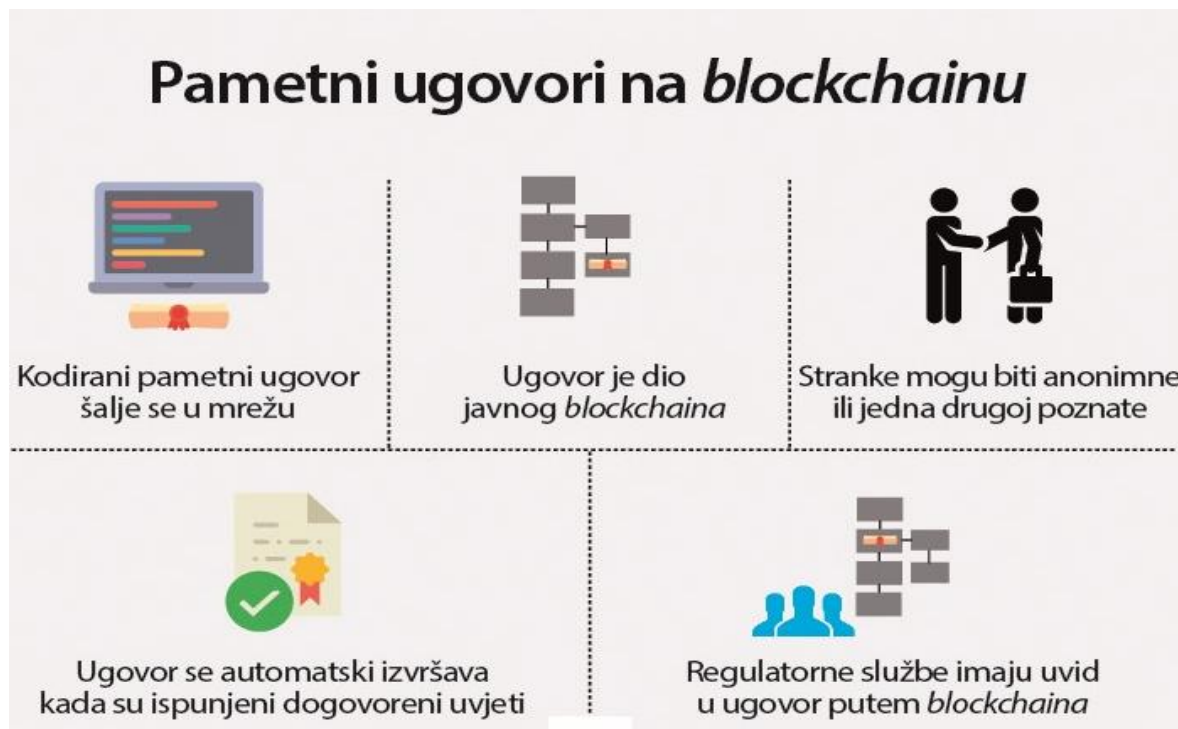 Pametni ugovori na blockchainu
Kodirani pametni ugovor
šalje se u mrežu
Ugovor je dio
javnog blockchaina
Stranke mogu biti anonimne
ili jedna drugoj poznate
Ugovor se automatski izvršava
kada su ispunjeni dogovoreni uvjeti
Regulatorne službe imaju uvid
u ugovor putem blockchaina